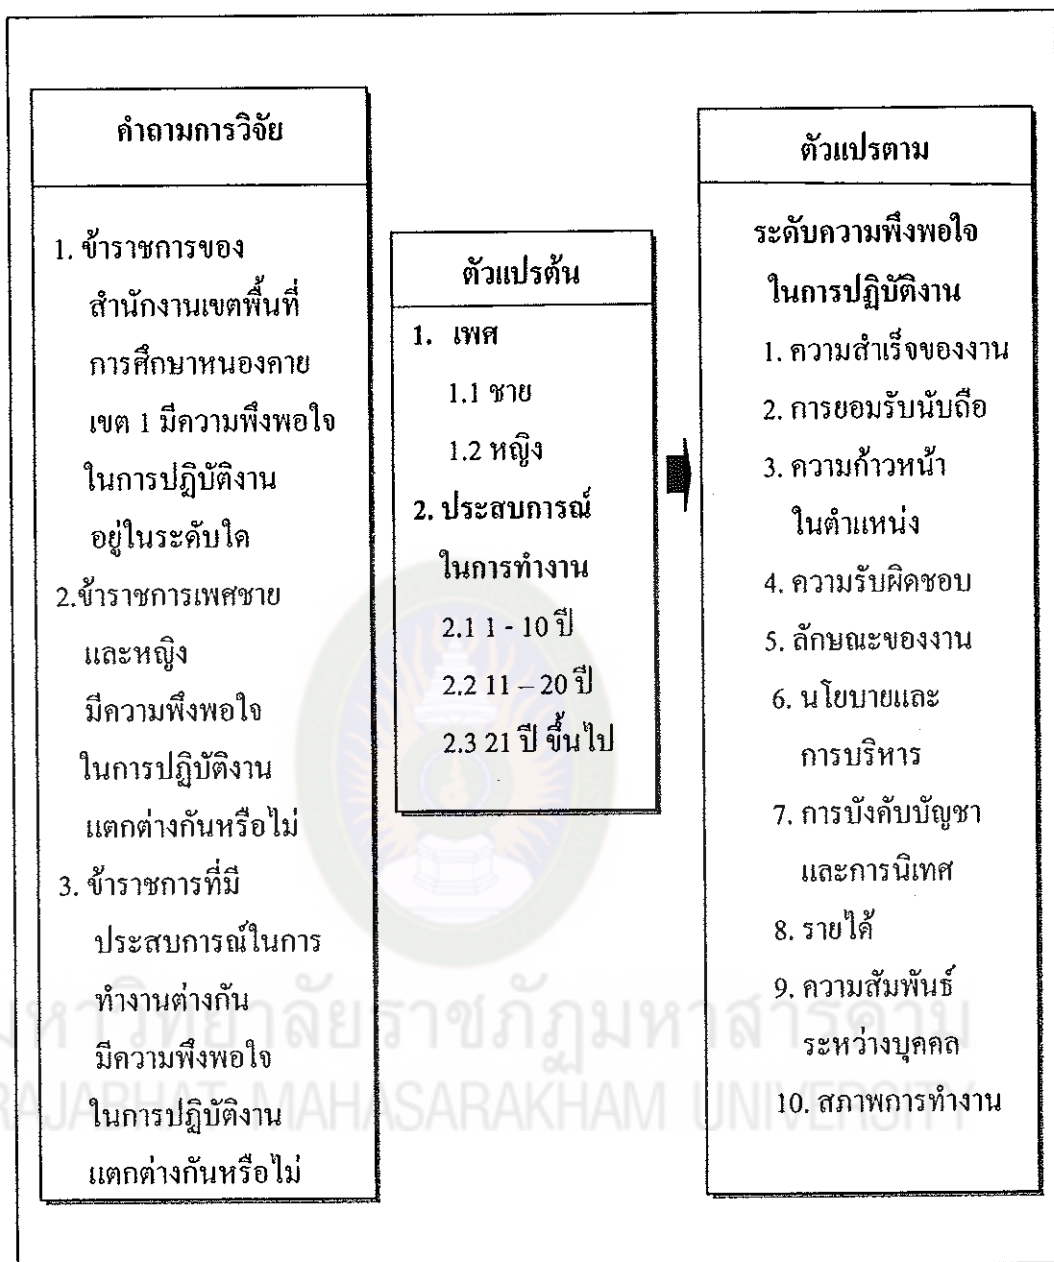 คำถามการวิจัย
1. ข้าราชการของ
สำนักงานเขตพื้นที่
การศึกษาหนองคาย
เขต 1 มีความพึงพอใจ
ในการปฏิบัติงาน
อยู่ในระดับใด
2.ข้าราชการเพศชาย
และหญิง
มีความพึงพอใจ
ในการปฏิบัติงาน
แตกต่างกันหรือไม่
3. ข้าราชการที่มี
ประสบการณ์ในการ
ทำงานต่างกัน
มีความพึงพอใจ
ในการปฏิบัติงาน
แตกต่างกันหรือไม่
ตัวแปรต้น
1. เพศ
1.1 ชาย
1.2 หญิง
2. ประสบการณ์
ในการทำงาน
2.1 1 - 10 ปี
2.2 11 – 20 ปี
2.3 21 ปี ขึ้นไป
ตัวแปรตาม
ระดับความพึงพอใจ
ในการปฏิบัติงาน
1. ความสำเร็จของงาน
2. การยอมรับนับถือ
3. ความก้าวหน้า
ในตำแหน่ง
4. ความรับผิดชอบ
5. ลักษณะของงาน
6. นโยบายและ
การบริหาร
7. การบังคับบัญชา
และการนิเทศ
8. รายได้
9. ความสัมพันธ์
ระหว่างบุคคล
10. สภาพการทำงาน
มหาวิทยาลัยราชภัฏมหาสารคาม
RAJABHAT MAHASARAKHAM UNIVERSITY